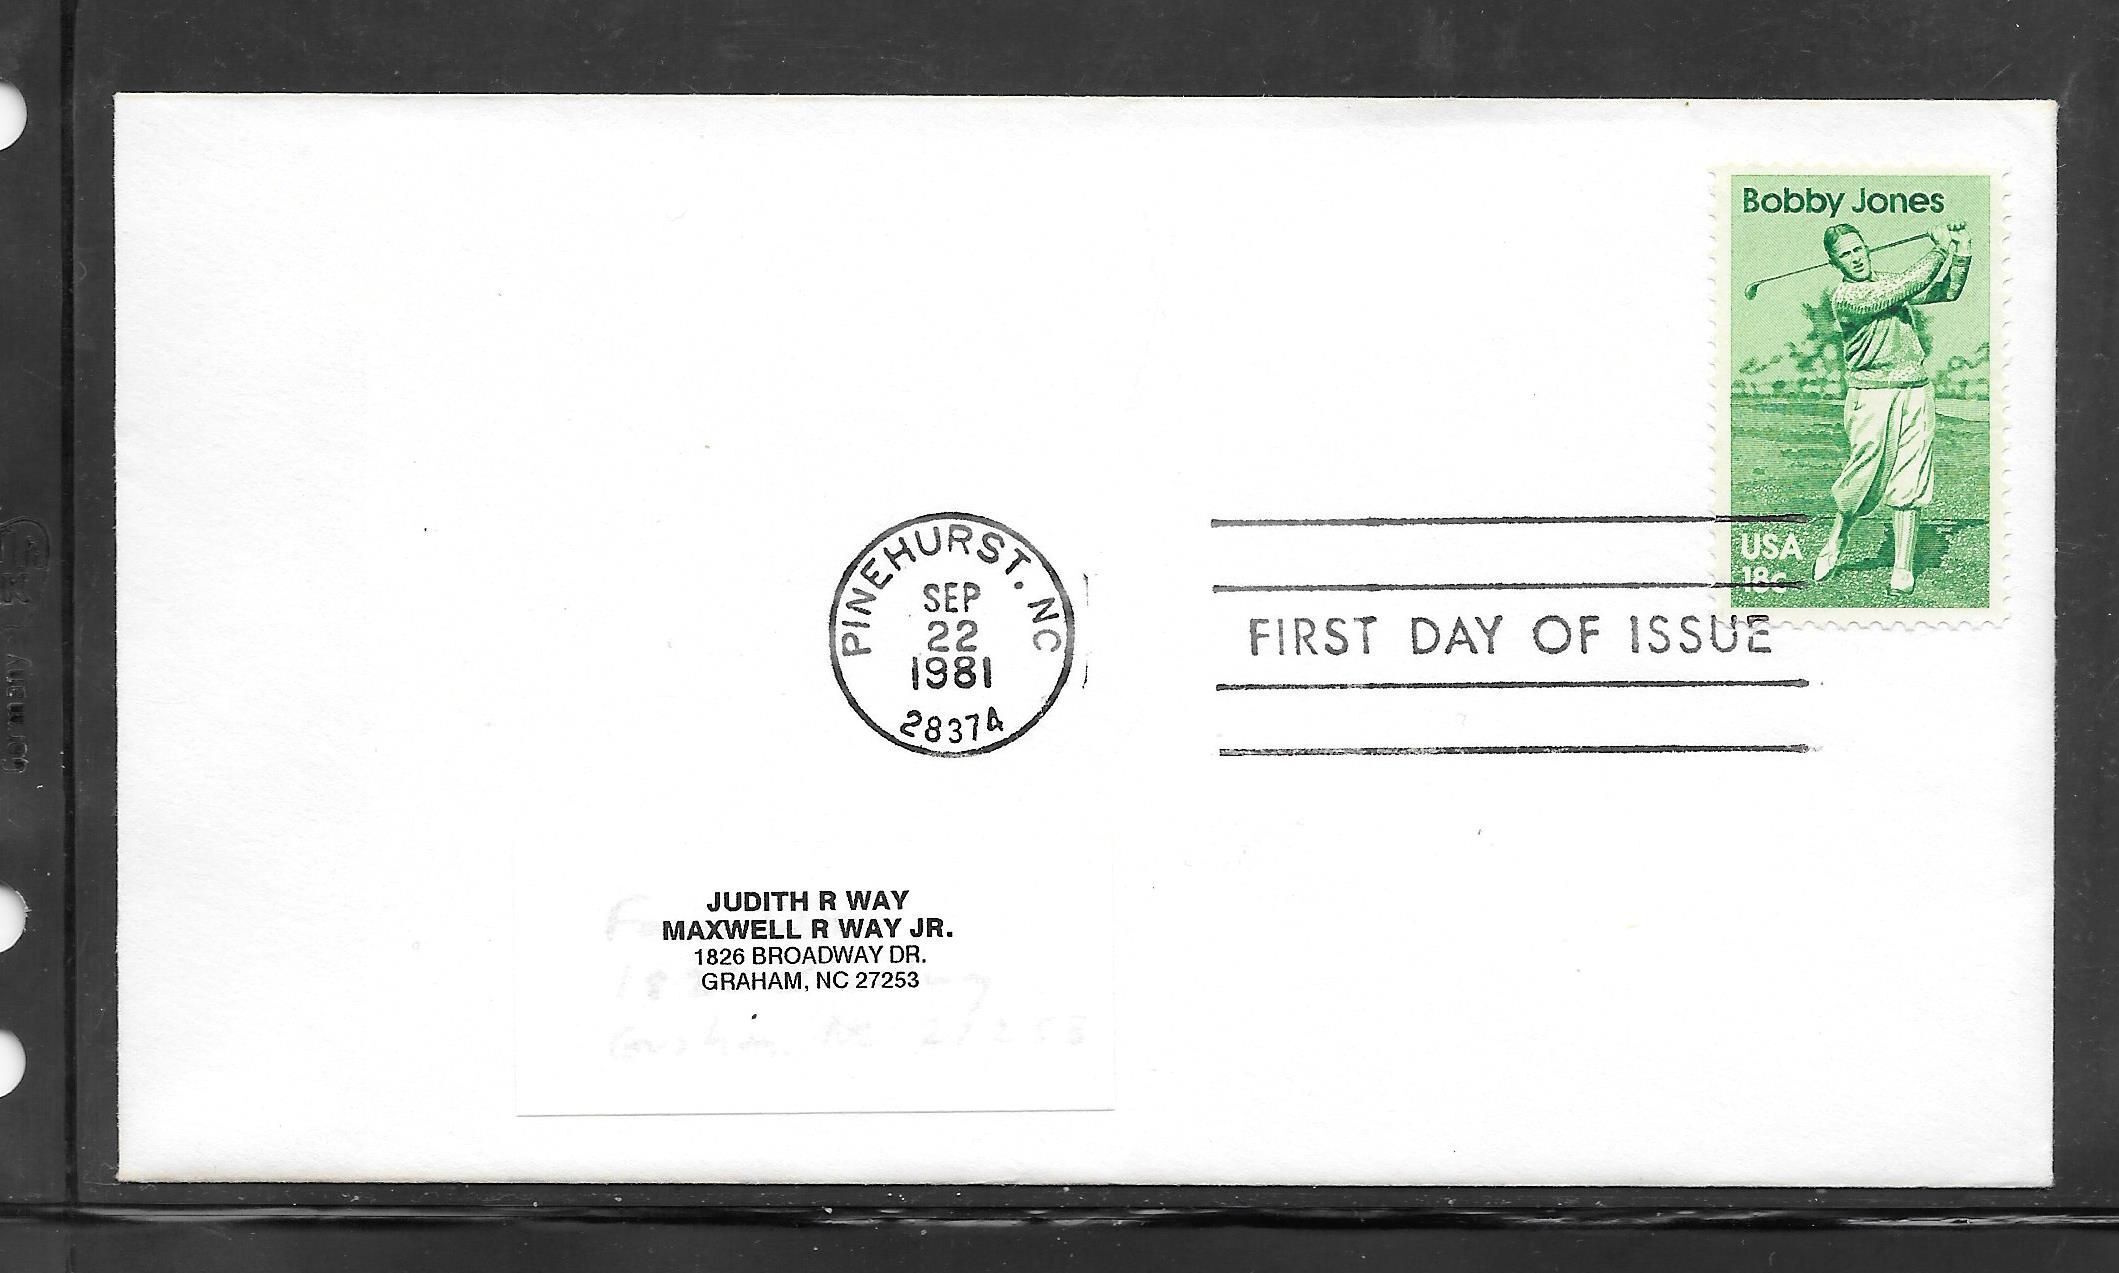 Bobby Jones
USA
18c
PINEHURST, NC
SEP
22
1981
28374
FIRST DAY OF ISSUE
JUDITH R WAY
MAXWELL R WAY JR.
1826 BROADWAY DR.
GRAHAM, NC 27253
Germany